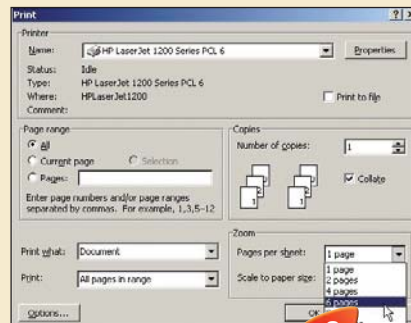 Print
Printer
Name: HP LaserJet 1200 Series PCL 6 Properties
Status: Idle
Type: HP LaserJet 1200 Series PCL 6
Where: HPLaserJet1200 Print to file
Comment:
Page range
All
Current page Selection
Pages:
Enter page numbers and/or page ranges
separated by commas. For example, 1,3,5-12
Copies
Number of copies: 1
Collate
Print what: Document
Print: All pages in range
Zoom
Pages per sheet: 1 page
1 page
2 pages
4 pages
6 pages
Scale to paper size:
Options...
OK